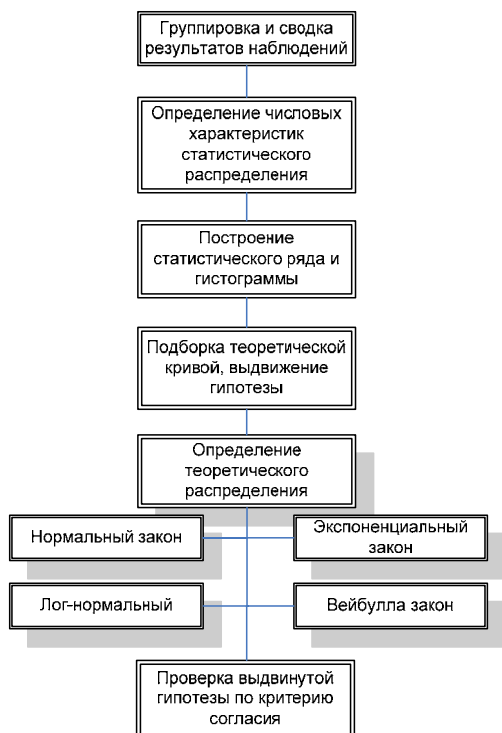 Группировка и сводка
результатов наблюдений
Определение числовых
характеристик
статистического
распределения
Построение
статистического ряда и
гистограммы
Подборка теоретической
кривой, выдвижение
гипотезы
Определение
теоретического
распределения
Нормальный закон
Экспоненциальный
закон
Лог-нормальный
Вейбулла закон
Проверка выдвинутой
гипотезы по критерию
согласия